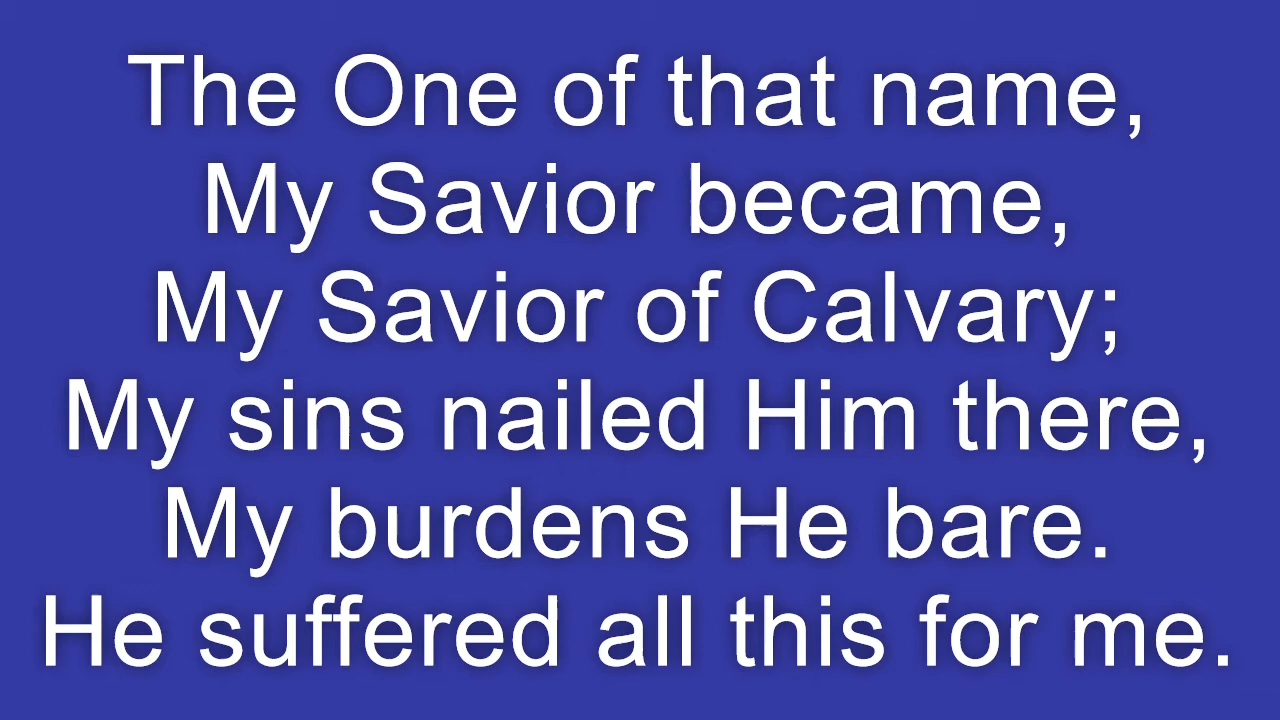 The One of that name,
My Savior became,
My Savior of Calvary;
My sins nailed Him there,
My burdens He bare.
He suffered all this for me.